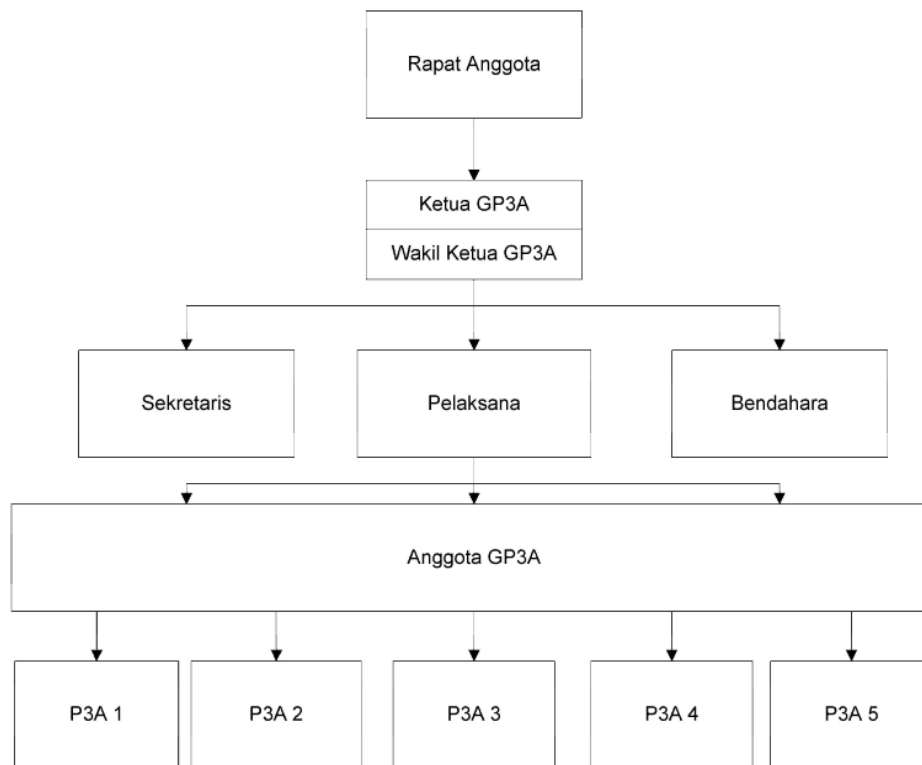 Rapat Anggota
Ketua GP3A
Wakil Ketua GP3A
Sekretaris
Pelaksana
Bendahara
Anggota GP3A
P3A 1
P3A 2
P3A 3
P3A 4
P3A 5